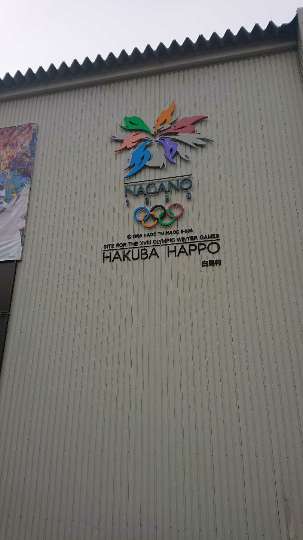 NAGANO
1998
SITE FOR THE XVIII OLYMPIC WINTER GAMES
HAKUBA HAPPO
白馬村